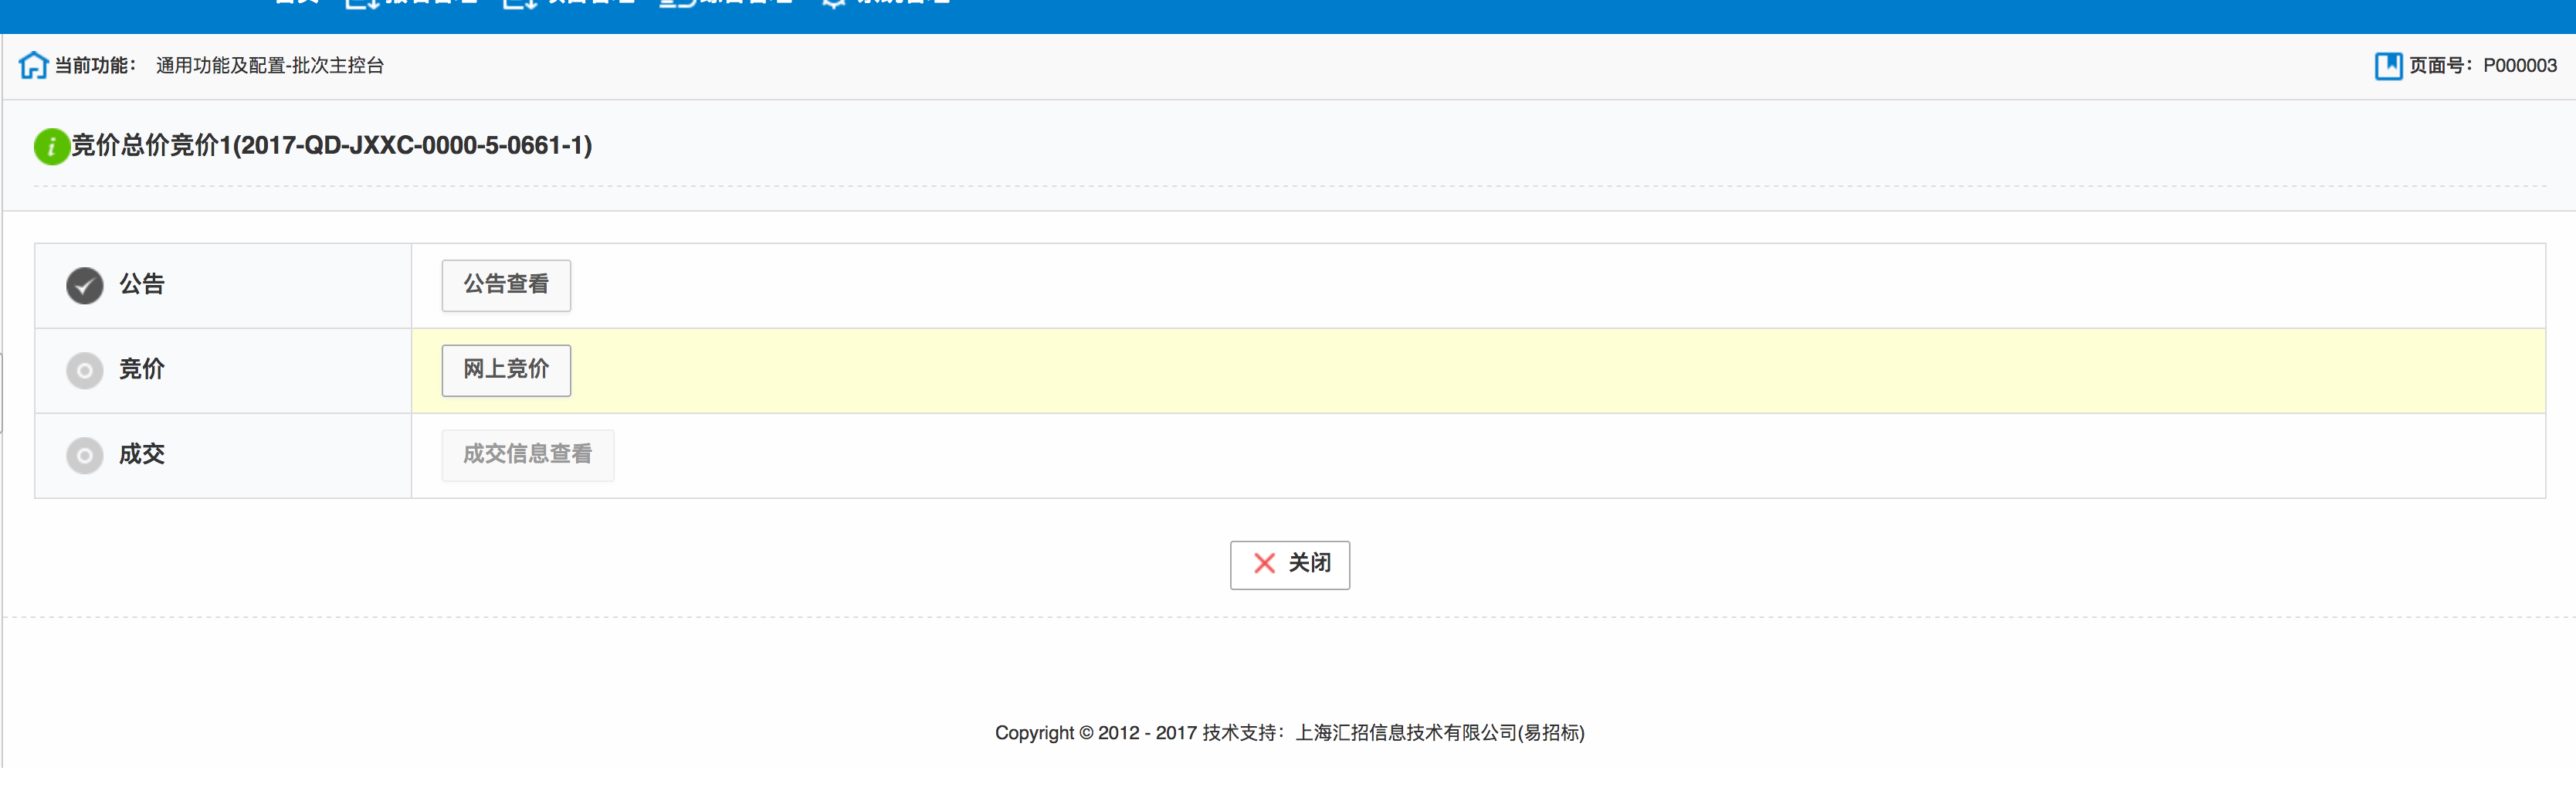 当前功能： 通用功能及配置-批次主控台
页面号：P000003
竞价总价竞价1(2017-QD-JXXC-0000-5-0661-1)
公告 公告查看
竞价 网上竞价
成交 成交信息查看
关闭
Copyright © 2012 - 2017 技术支持：上海汇招信息技术有限公司(易招标)